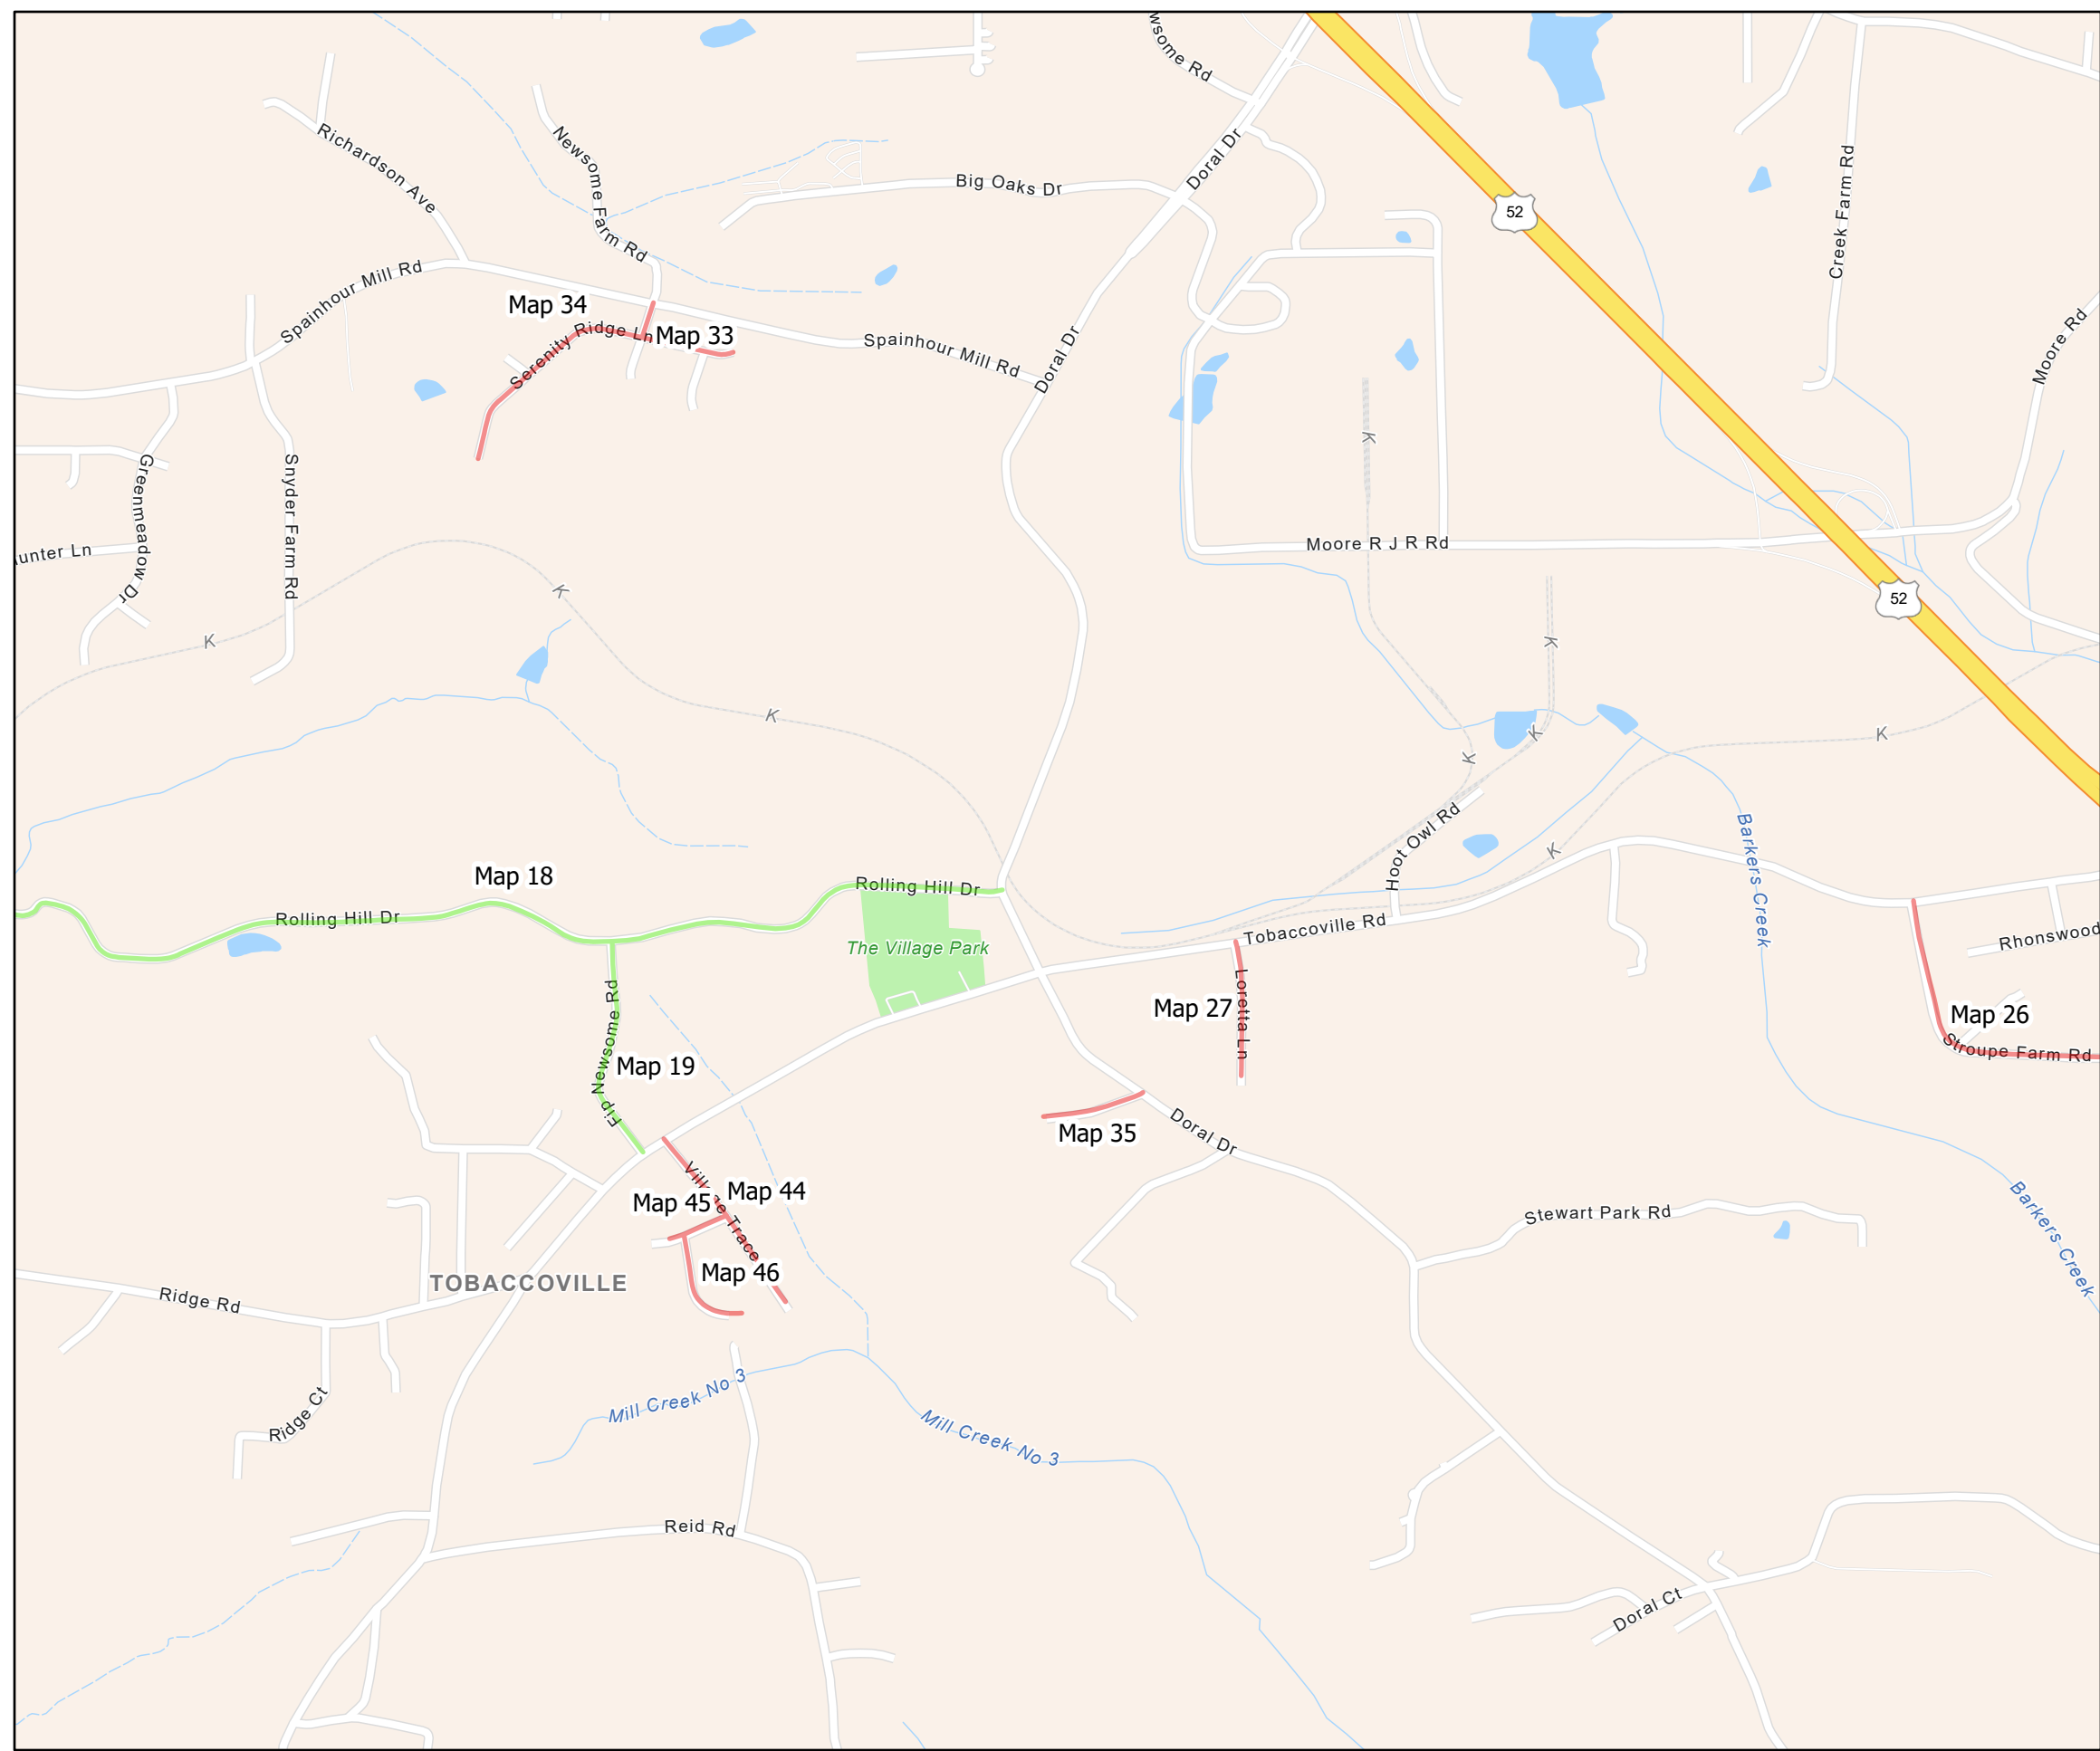 wsome Rd
Richardson Ave
Newsome Farm Rd
Big Oaks Dr
Doral Dr
52
Creek Farm Rd
Spainhour Mill Rd
Map 34
Serenity Ridge Ln
Map 33
Spainhour Mill Rd
Doral Dr
Moore Rd
K
Greenmeadow Dr
Snyder Farm Rd
unter Ln
Moore R J R Rd
K
52
K
K
K
K
K
K
Hoot Owl Rd
K
Barkers Creek
Map 18
Rolling Hill Dr
Rolling Hill Dr
The Village Park
Tobaccoville Rd
Rhonswood
Fip Newsome Rd
Map 19
Map 27
Loretta Ln
Map 26
Stroupe Farm Rd
Map 35
Doral Dr
Village Trace
Map 44
Map 45
Map 46
Stewart Park Rd
Barkers Creek
TOBACCOVILLE
Ridge Rd
Ridge Ct
Mill Creek No 3
Mill Creek No 3
Reid Rd
Doral Ct